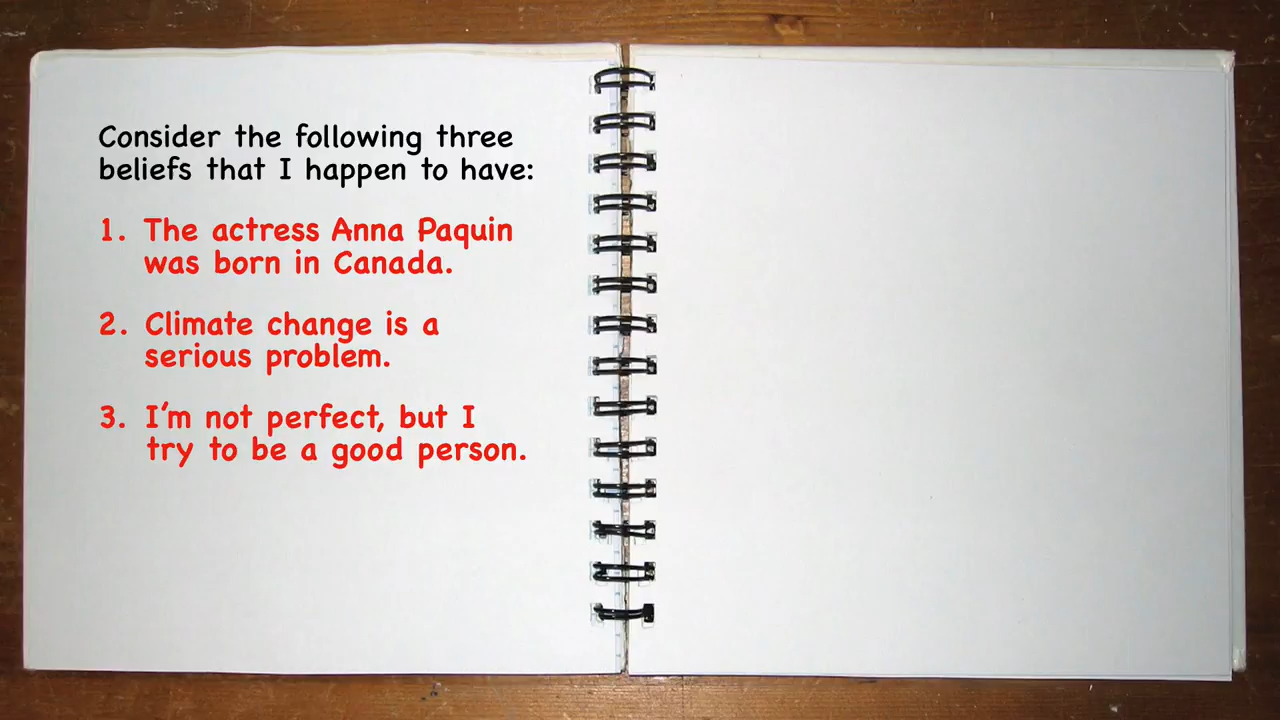 Consider the following three
beliefs that I happen to have:
1. The actress Anna Paquin
was born in Canada.
2. Climate change is a
serious problem.
3. I'm not perfect, but I
try to be a good person.